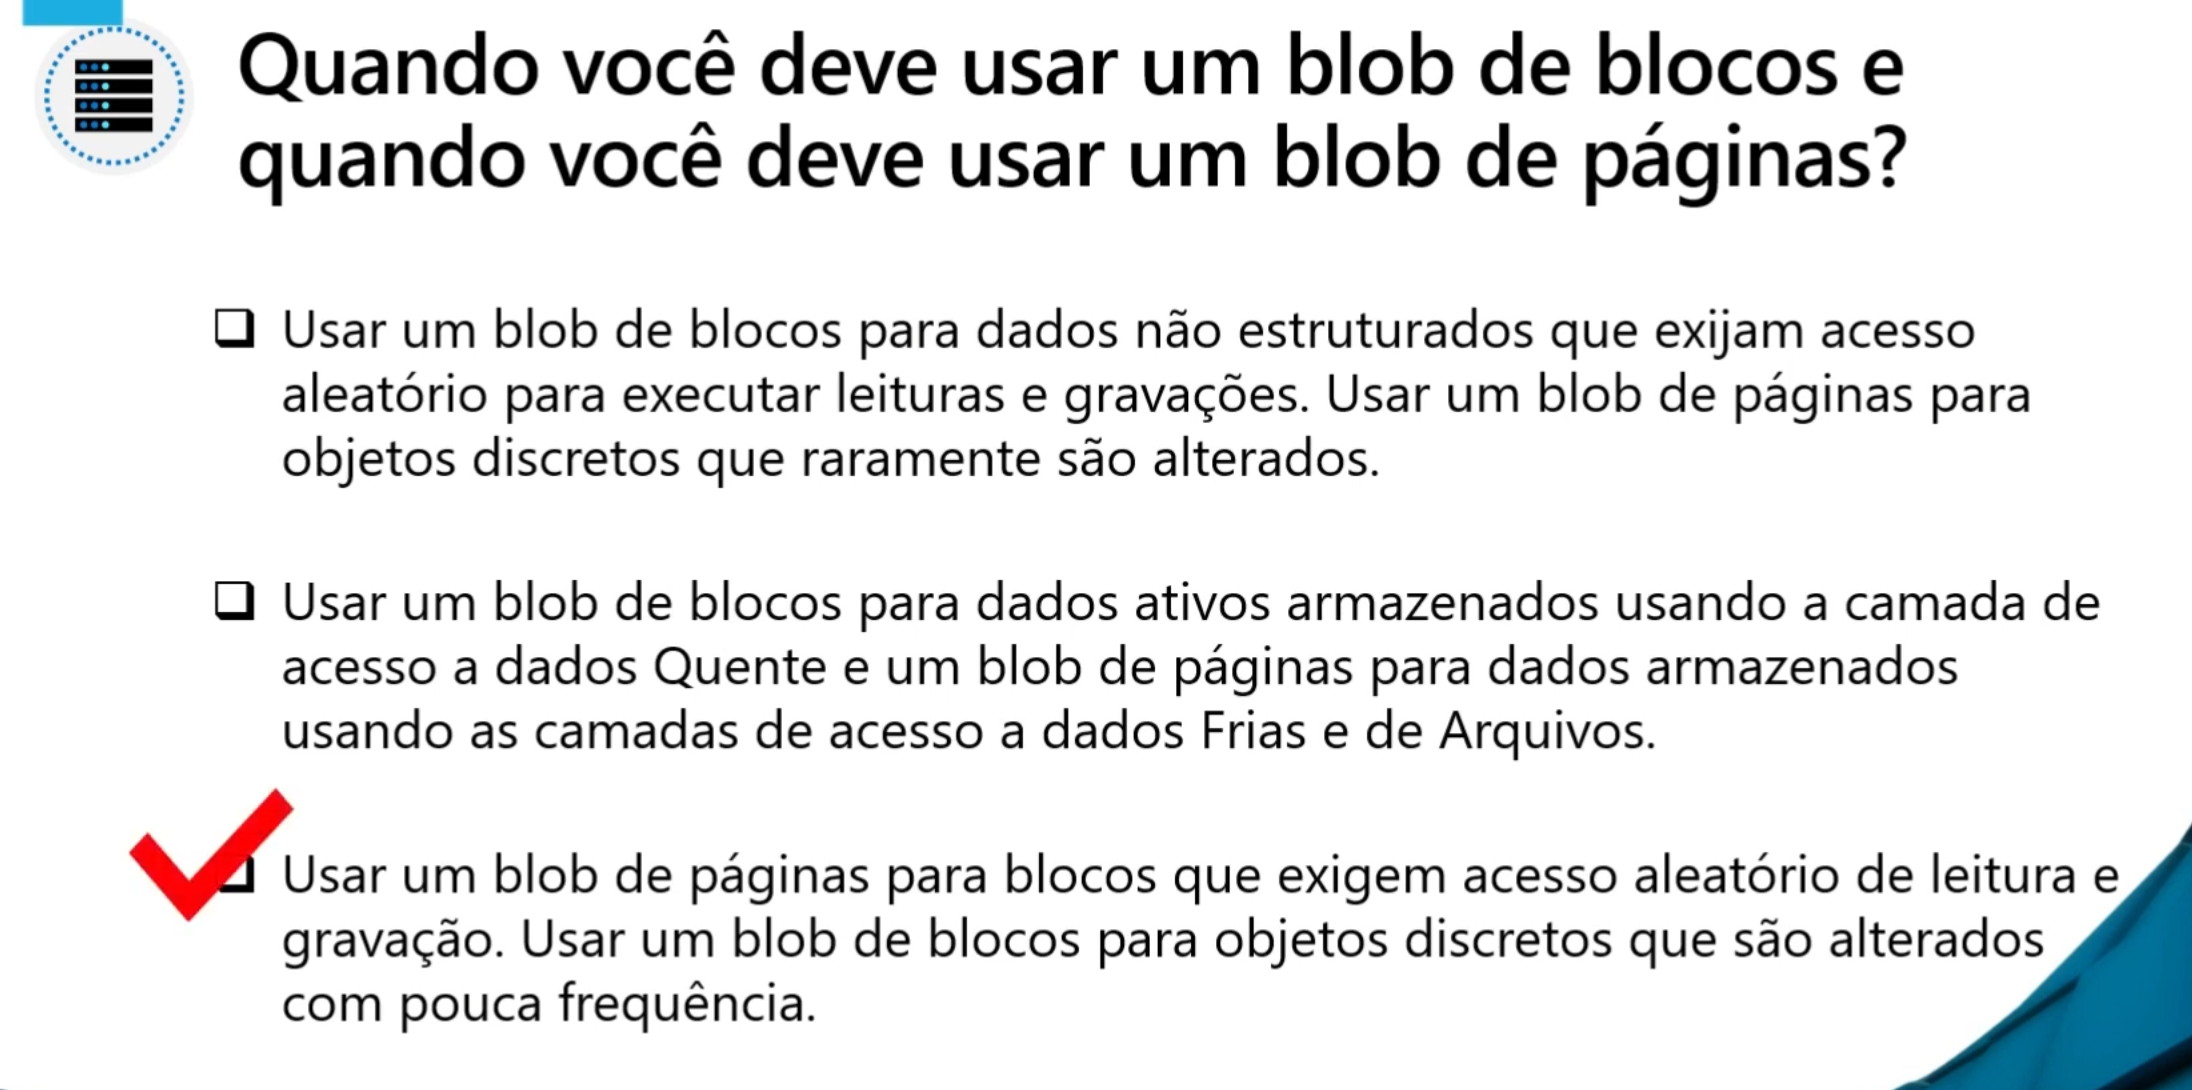 Quando você deve usar um blob de blocos e
quando você deve usar um blob de páginas?
Usar um blob de blocos para dados não estruturados que exijam acesso
aleatório para executar leituras e gravações. Usar um blob de páginas para
objetos discretos que raramente são alterados.
Usar um blob de blocos para dados ativos armazenados usando a camada de
acesso a dados Quente e um blob de páginas para dados armazenados
usando as camadas de acesso a dados Frias e de Arquivos.
Usar um blob de páginas para blocos que exigem acesso aleatório de leitura e
gravação. Usar um blob de blocos para objetos discretos que são alterados
com pouca frequência.